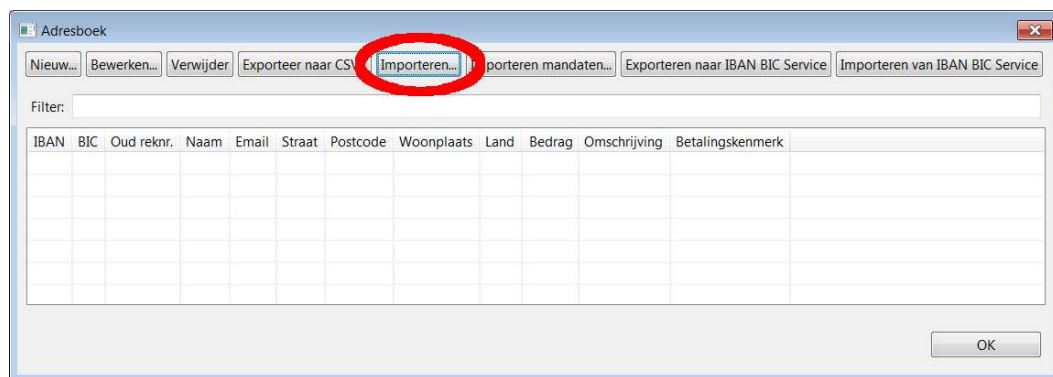 Adresboek
Nieuw... Bewerken... Verwijder Exporteer naar CSV Importeren... porteren mandaten... Exporteren naar IBAN BIC Service Importeren van IBAN BIC Service
Filter:
IBAN BIC Oud reknr. Naam Email Straat Postcode Woonplaats Land Bedrag Omschrijving Betalingskenmerk
OK